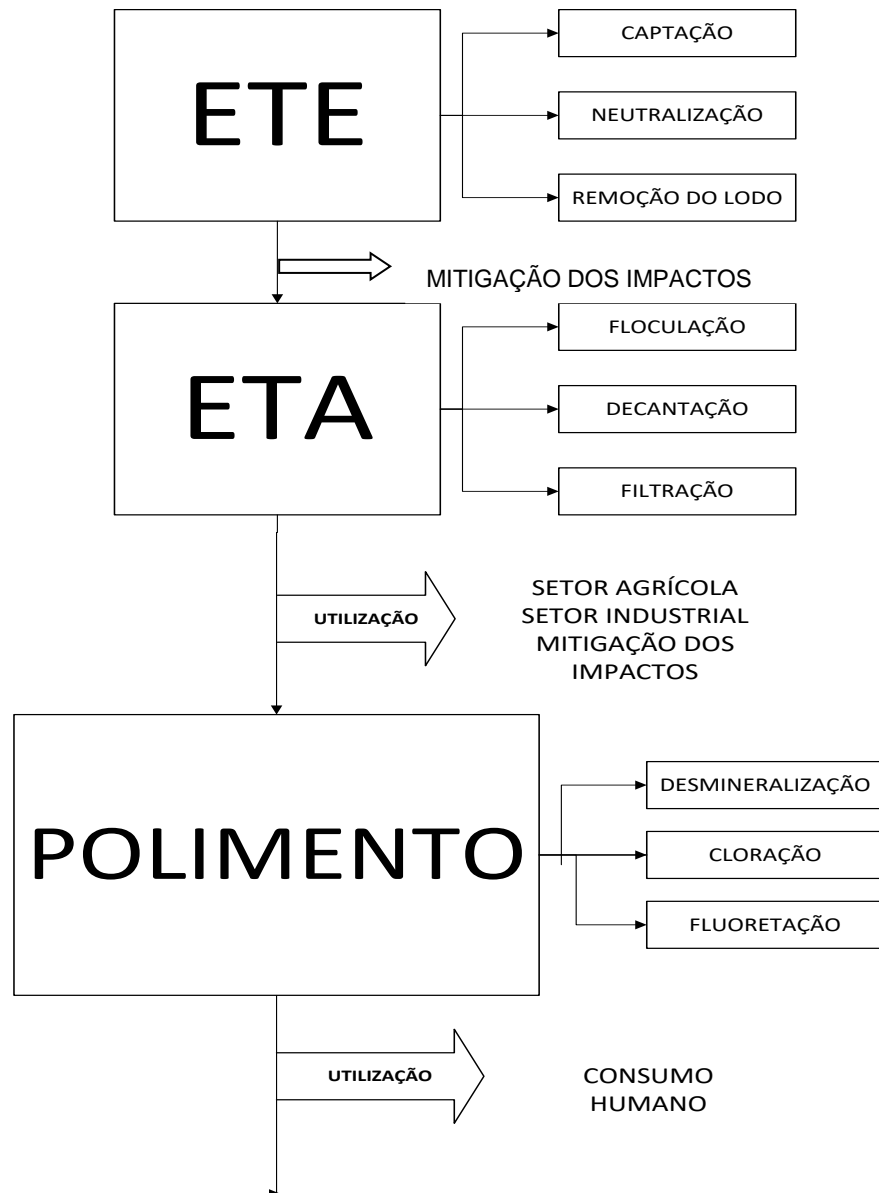 ETE
CAPTAÇÃO
NEUTRALIZAÇÃO
REMOÇÃO DO LODO
MITIGAÇÃO DOS IMPACTOS
ETA
FLOCULAÇÃO
DECANTAÇÃO
FILTRAÇÃO
UTILIZAÇÃO
SETOR AGRÍCOLA
SETOR INDUSTRIAL
MITIGAÇÃO DOS
IMPACTOS
POLIMENTO
DESMINERALIZAÇÃO
CLORAÇÃO
FLUORETAÇÃO
UTILIZAÇÃO
CONSUMO
HUMANO